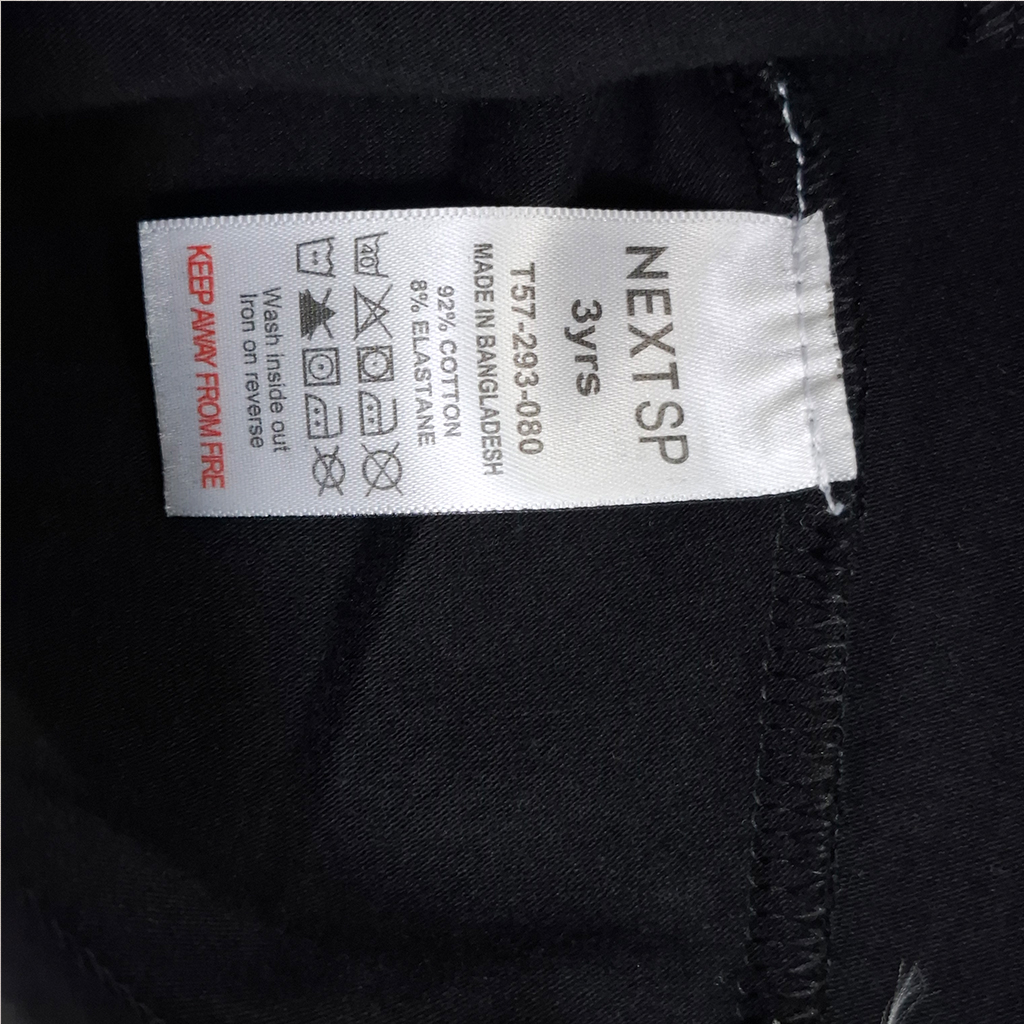 NEXT SP
3yrs
T57-293-080
MADE IN BANGLADESH
92% COTTON
8% ELASTANE
40
Wash inside out
Iron on reverse
KEEP AWAY FROM FIRE